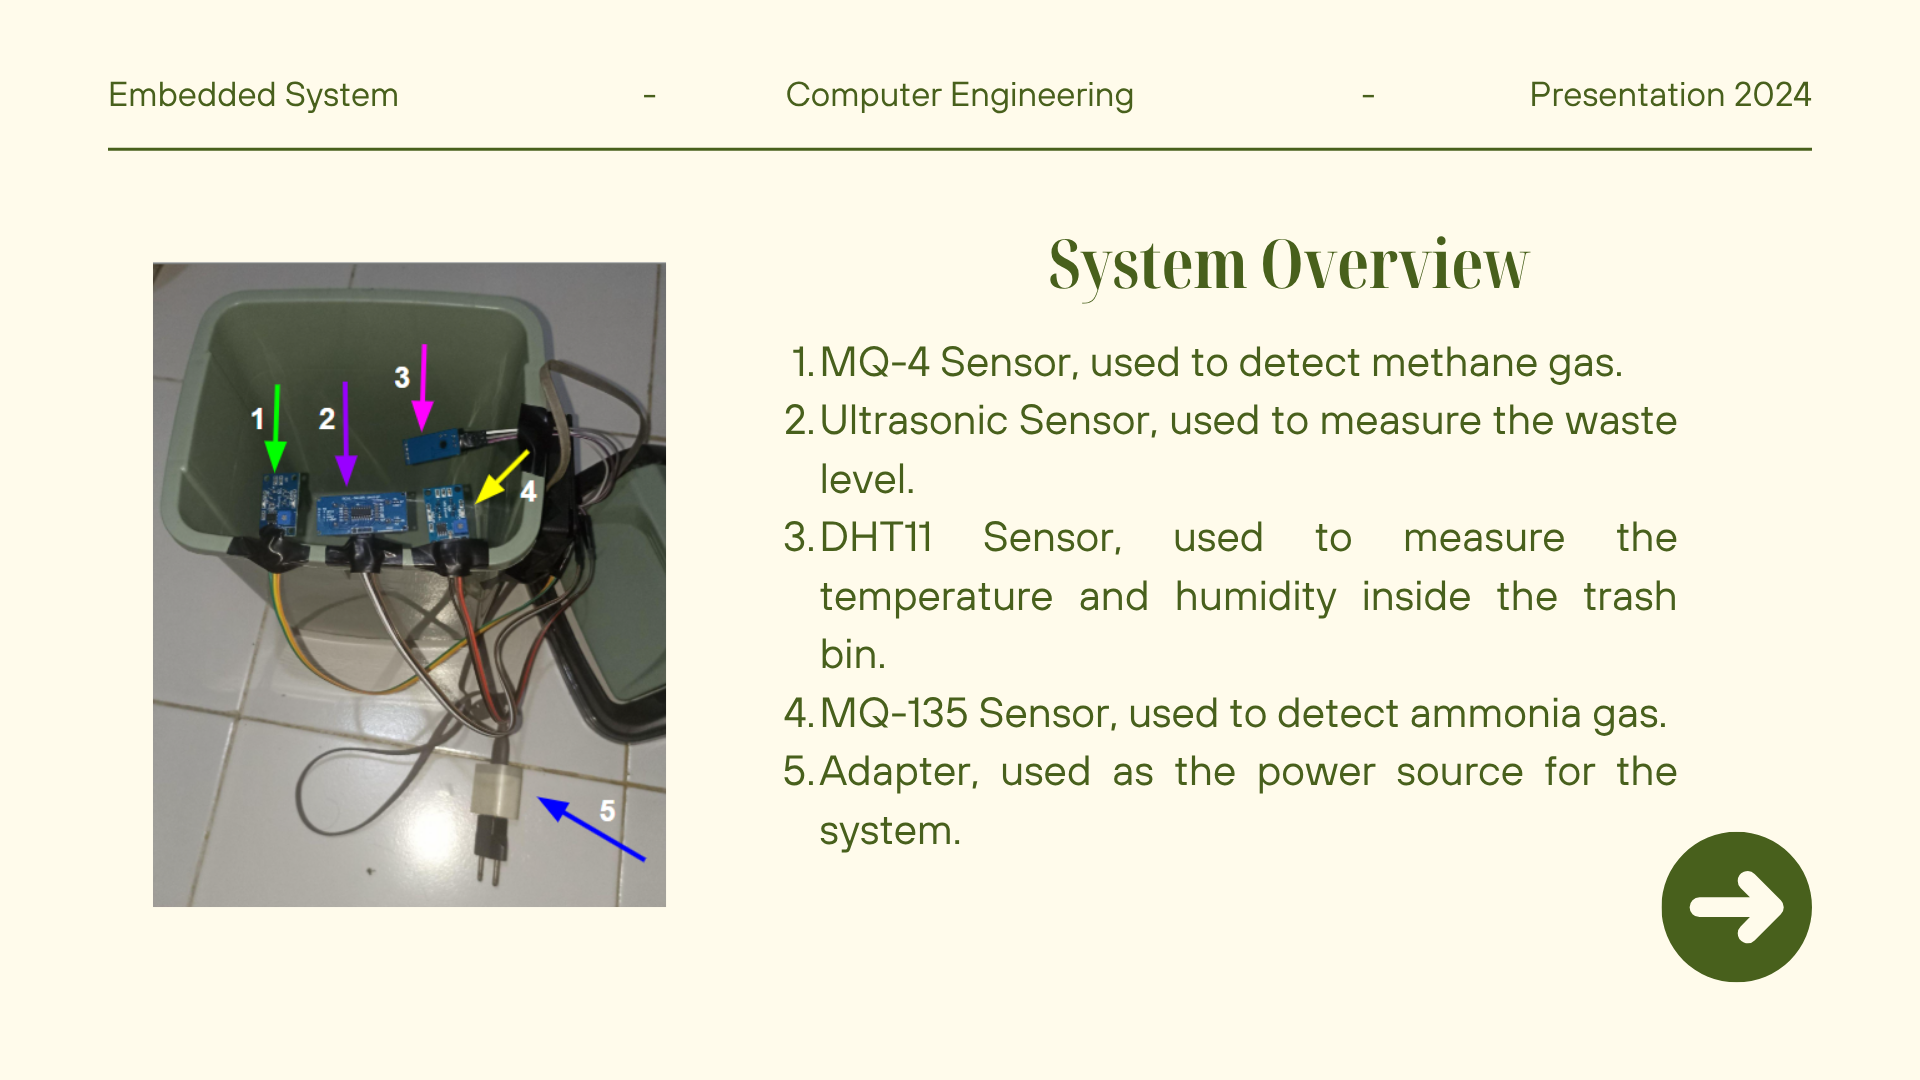 Embedded System - Computer Engineering - Presentation 2024
System Overview
1. MQ-4 Sensor, used to detect methane gas.
2. Ultrasonic Sensor, used to measure the waste
level.
3. DHT11 Sensor, used to measure the
temperature and humidity inside the trash
bin.
4. MQ-135 Sensor, used to detect ammonia gas.
5. Adapter, used as the power source for the
system.
1
2
3
4
5